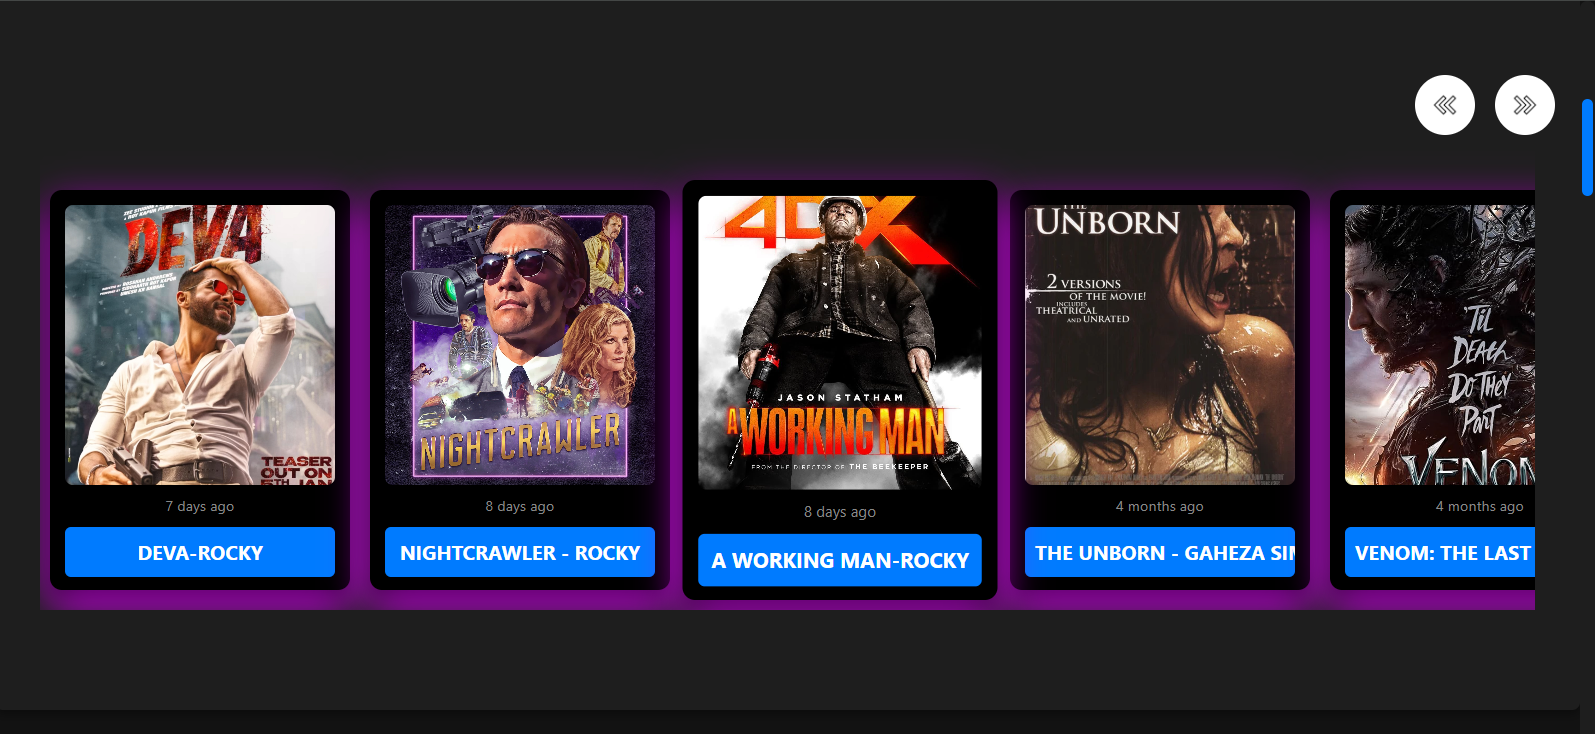 DEVA
TEASER
OUT ON
5TH JAN
7 days ago
DEVA-ROCKY
NIGHTCRAWLER
8 days ago
NIGHTCRAWLER - ROCKY
4DX
JASON STATHAM
A WORKING MAN
FROM THE DIRECTOR OF THE BEEKEEPER
8 days ago
A WORKING MAN-ROCKY
THE
UNBORN
2 VERSIONS
OF THE MOVIE!
INCLUDES
THEATRICAL
AND UNRATED
4 months ago
THE UNBORN - GAHEZA SIM
'TIL
DEATH
DO THEY
PART
VENOM
4 months ago
VENOM: THE LAST